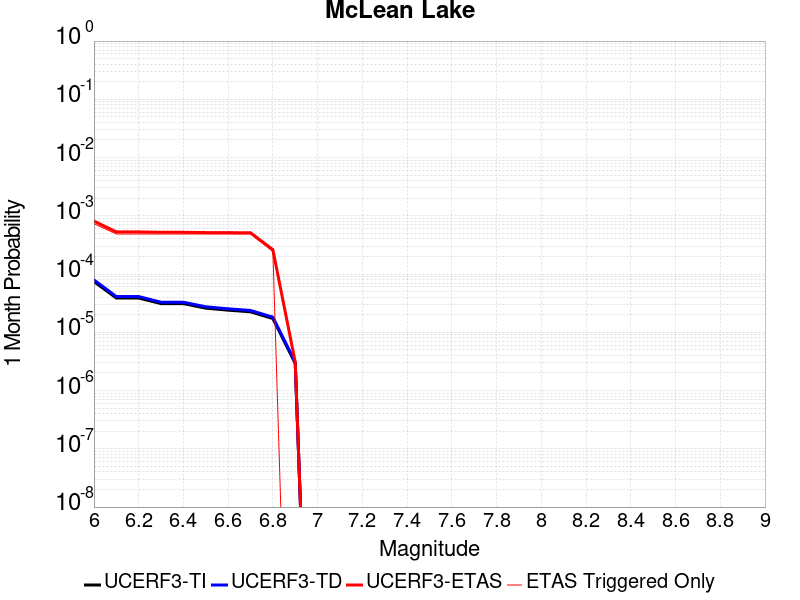 McLean Lake
10^0
10^-1
10^-2
10^-3
10^-4
10^-5
10^-6
10^-7
10^-8
1 Month Probability
6 6.2 6.4 6.6 6.8 7 7.2 7.4 7.6 7.8 8 8.2 8.4 8.6 8.8 9
Magnitude
UCERF3-TI UCERF3-TD UCERF3-ETAS ETAS Triggered Only